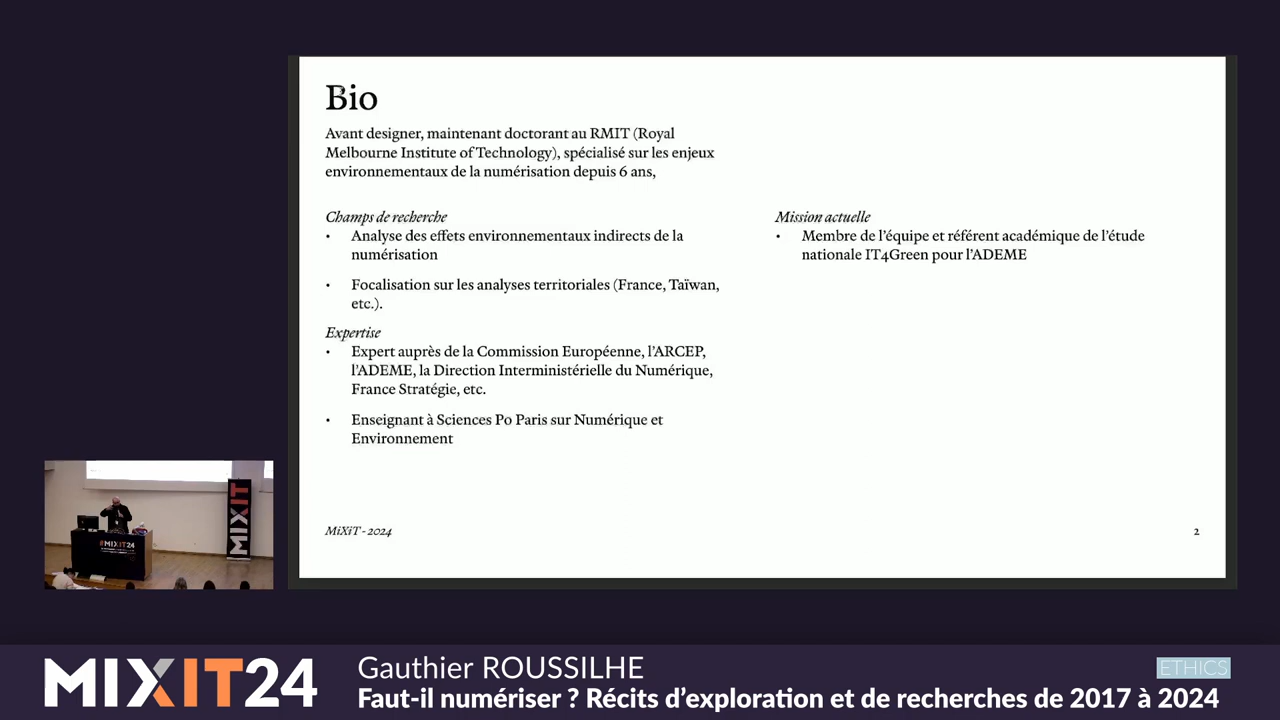 Bio
Avant designer, maintenant doctorant au RMIT (Royal
Melbourne Institute of Technology), spécialisé sur les enjeux
environnementaux de la numérisation depuis 6 ans,
Champs de recherche
• Analyse des effets environnementaux indirects de la
numérisation
• Focalisation sur les analyses territoriales (France, Taïwan,
etc.).
Expertise
• Expert auprès de la Commission Européenne, l’ARCEP,
l’ADEME, la Direction Interministérielle du Numérique,
France Stratégie, etc.
• Enseignant à Sciences Po Paris sur Numérique et
Environnement
Mission actuelle
• Membre de l’équipe et référent académique de l’étude
nationale IT4Green pour l’ADEME
MiXiT - 2024
2
MIXIT
#MIXIT24
MIXIT24
Gauthier ROUSSILHE
ETHICS
Faut-il numériser ? Récits d’exploration et de recherches de 2017 à 2024